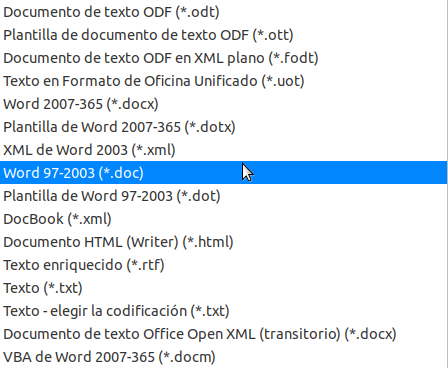 Documento de texto ODF (*.odt)
Plantilla de documento de texto ODF (*.ott)
Documento de texto ODF en XML plano (*.fodt)
Texto en Formato de Oficina Unificado (*.uot)
Word 2007-365 (*.docx)
Plantilla de Word 2007-365 (*.dotx)
XML de Word 2003 (*.xml)
Word 97-2003 (*.doc)
Plantilla de Word 97-2003 (*.dot)
DocBook (*.xml)
Documento HTML (Writer) (*.html)
Texto enriquecido (*.rtf)
Texto (*.txt)
Texto - elegir la codificación (*.txt)
Documento de texto Office Open XML (transitorio) (*.docx)
VBA de Word 2007-365 (*.docm)